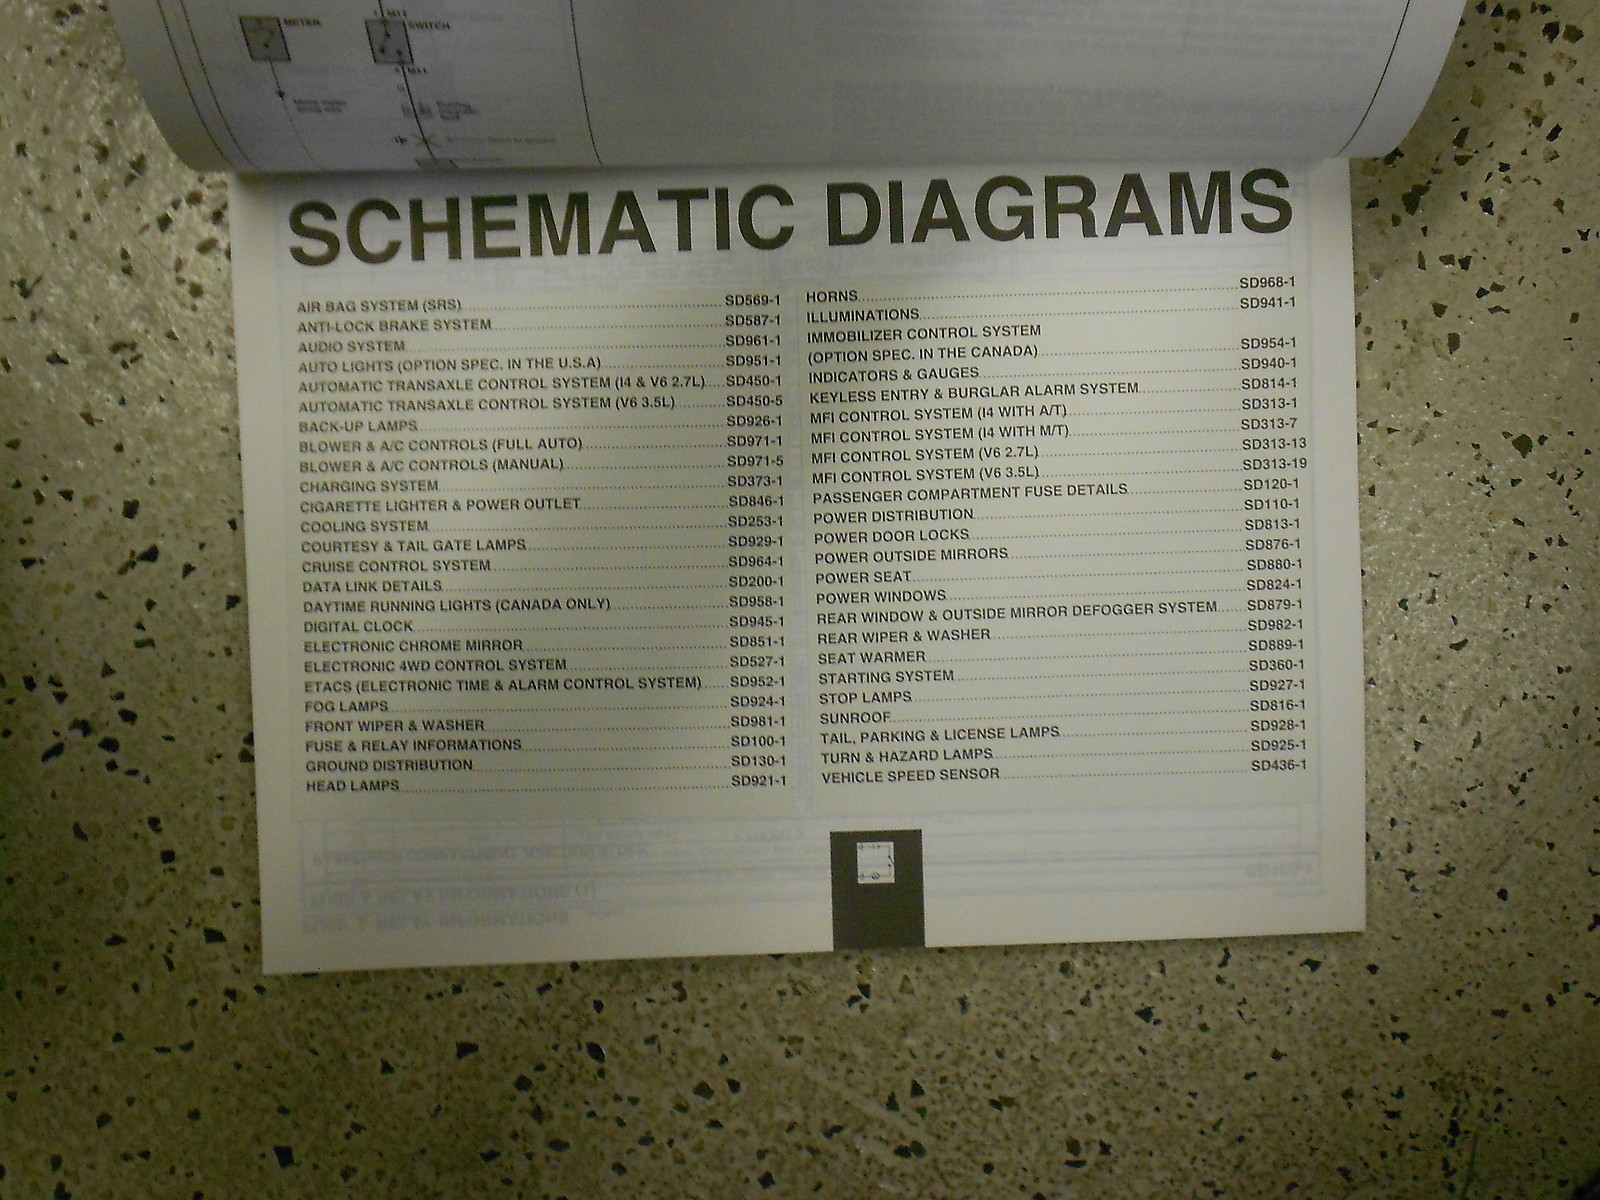 METER
M11
SWITCH
M11
SCHEMATIC DIAGRAMS
AIR BAG SYSTEM (SRS) SD569-1
ANTI-LOCK BRAKE SYSTEM SD587-1
AUDIO SYSTEM SD961-1
AUTO LIGHTS (OPTION SPEC. IN THE U.S.A) SD951-1
AUTOMATIC TRANSAXLE CONTROL SYSTEM (I4 & V6 2.7L) SD450-1
AUTOMATIC TRANSAXLE CONTROL SYSTEM (V6 3.5L) SD450-5
BACK-UP LAMPS SD926-1
BLOWER & A/C CONTROLS (FULL AUTO) SD971-1
BLOWER & A/C CONTROLS (MANUAL) SD971-5
CHARGING SYSTEM SD373-1
CIGARETTE LIGHTER & POWER OUTLET SD846-1
COOLING SYSTEM SD253-1
COURTESY & TAIL GATE LAMPS SD929-1
CRUISE CONTROL SYSTEM SD964-1
DATA LINK DETAILS SD200-1
DAYTIME RUNNING LIGHTS (CANADA ONLY) SD958-1
DIGITAL CLOCK SD945-1
ELECTRONIC CHROME MIRROR SD851-1
ELECTRONIC 4WD CONTROL SYSTEM SD527-1
ETACS (ELECTRONIC TIME & ALARM CONTROL SYSTEM) SD952-1
FOG LAMPS SD924-1
FRONT WIPER & WASHER SD981-1
FUSE & RELAY INFORMATIONS SD100-1
GROUND DISTRIBUTION SD130-1
HEAD LAMPS SD921-1
HORNS SD968-1
ILLUMINATIONS SD941-1
IMMOBILIZER CONTROL SYSTEM
(OPTION SPEC. IN THE CANADA) SD954-1
INDICATORS & GAUGES SD940-1
KEYLESS ENTRY & BURGLAR ALARM SYSTEM SD814-1
MFI CONTROL SYSTEM (I4 WITH A/T) SD313-1
MFI CONTROL SYSTEM (I4 WITH M/T) SD313-7
MFI CONTROL SYSTEM (V6 2.7L) SD313-13
MFI CONTROL SYSTEM (V6 3.5L) SD313-19
PASSENGER COMPARTMENT FUSE DETAILS SD120-1
POWER DISTRIBUTION SD110-1
POWER DOOR LOCKS SD813-1
POWER OUTSIDE MIRRORS SD876-1
POWER SEAT SD880-1
POWER WINDOWS SD824-1
REAR WINDOW & OUTSIDE MIRROR DEFOGGER SYSTEM SD879-1
REAR WIPER & WASHER SD982-1
SEAT WARMER SD889-1
STARTING SYSTEM SD360-1
STOP LAMPS SD927-1
SUNROOF SD816-1
TAIL, PARKING & LICENSE LAMPS SD928-1
TURN & HAZARD LAMPS SD925-1
VEHICLE SPEED SENSOR SD436-1